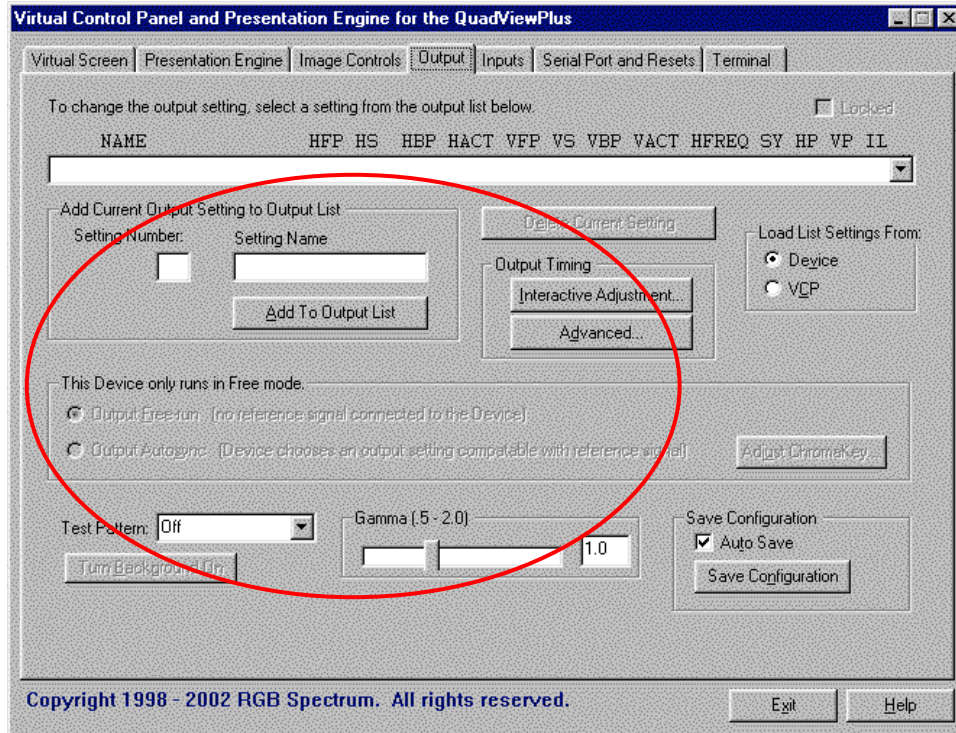 Virtual Control Panel and Presentation Engine for the QuadViewPlus
Virtual Screen Presentation Engine Image Controls Output Inputs Serial Port and Resets Terminal
To change the output setting, select a setting from the output list below.
Locked
NAME HFP HS HBP HACT VFP VS VBP VACT HFREQ SY HP VP IL
Add Current Output Setting to Output List
Setting Number:
Setting Name
Add To Output List
Delete Current Setting
Output Timing
Interactive Adjustment...
Advanced...
Load List Settings From:
Device
VCP
This Device only runs in Free mode.
Output Free-run (no reference signal connected to the Device)
Output Autosync (Device chooses an output setting compatable with reference signal)
Adjust ChromaKey...
Test Pattern: Off
Turn Background On
Gamma (.5 - 2.0)
1.0
Save Configuration
Auto Save
Save Configuration
Copyright 1998 - 2002 RGB Spectrum. All rights reserved.
Exit
Help